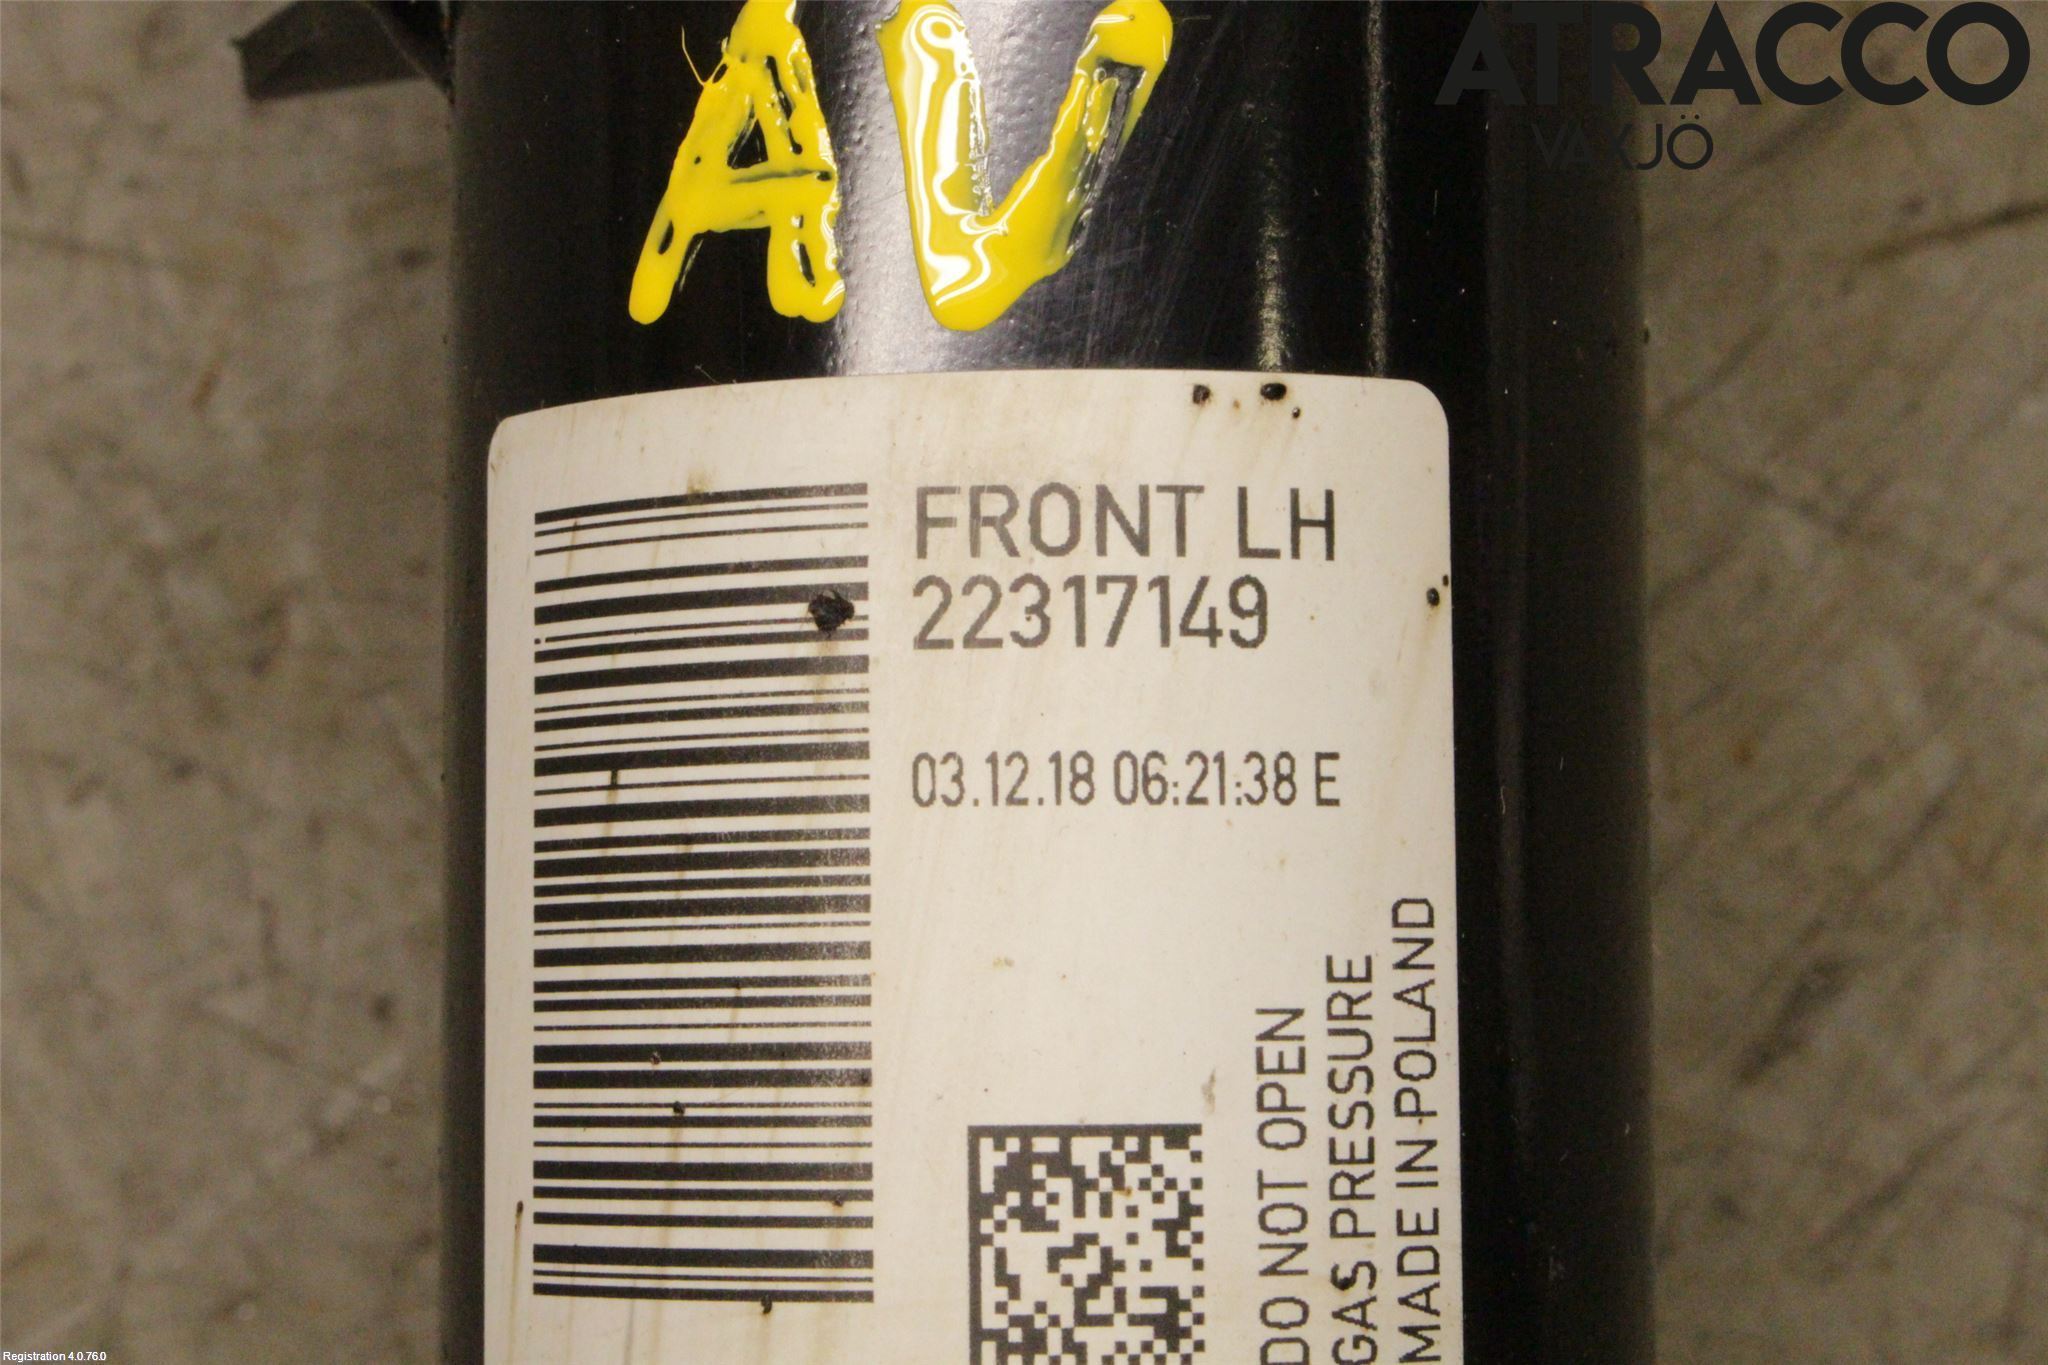 ATRACCO
VÄXJÖ
AV
FRONT LH
22317149
03.12.18 06:21:38 E
DO NOT OPEN
GAS PRESSURE
MADE IN POLAND
Registration 4.0.76.0